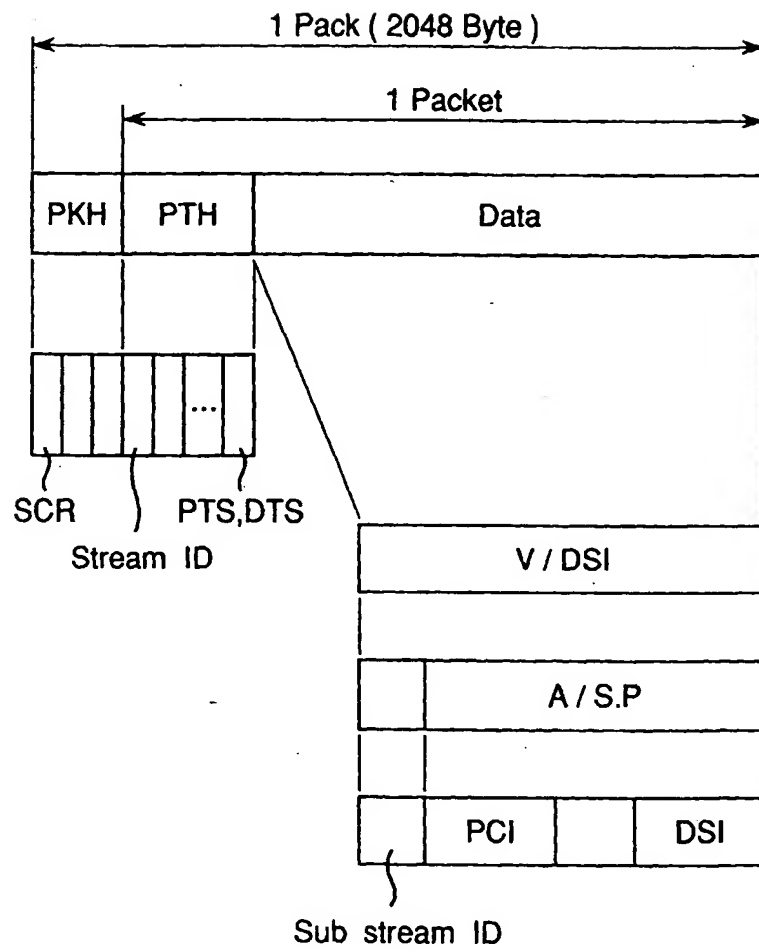 1 Pack ( 2048 Byte )
1 Packet
PKH PTH Data
...
SCR PTS,DTS
Stream ID
V / DSI
A / S.P
PCI DSI
Sub stream ID